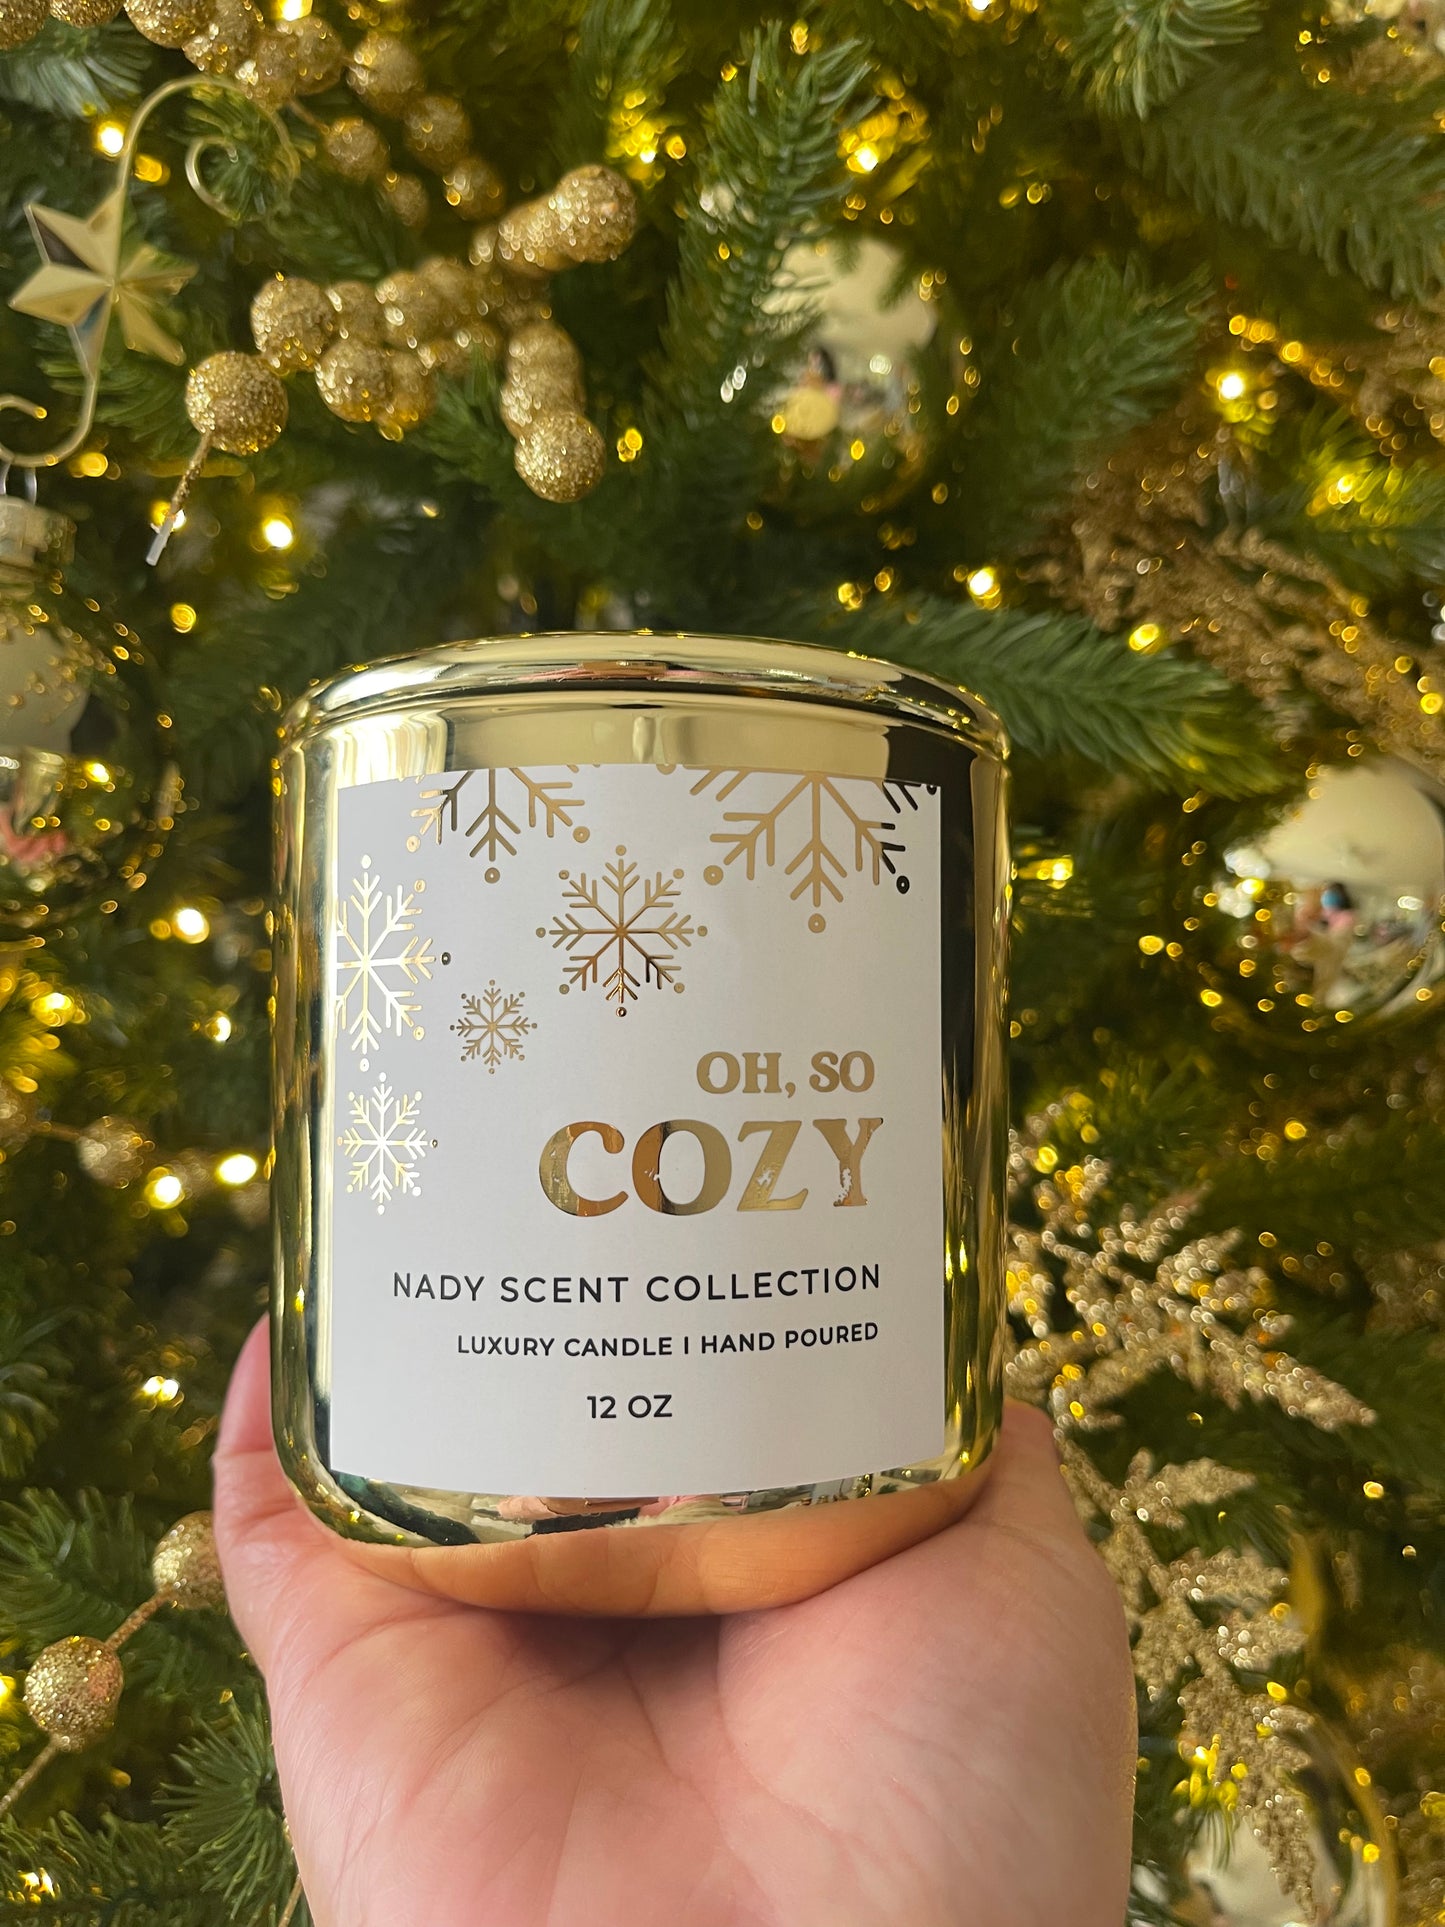 OH, SO
COZY
NADY SCENT COLLECTION
LUXURY CANDLE | HAND POURED
12 OZ